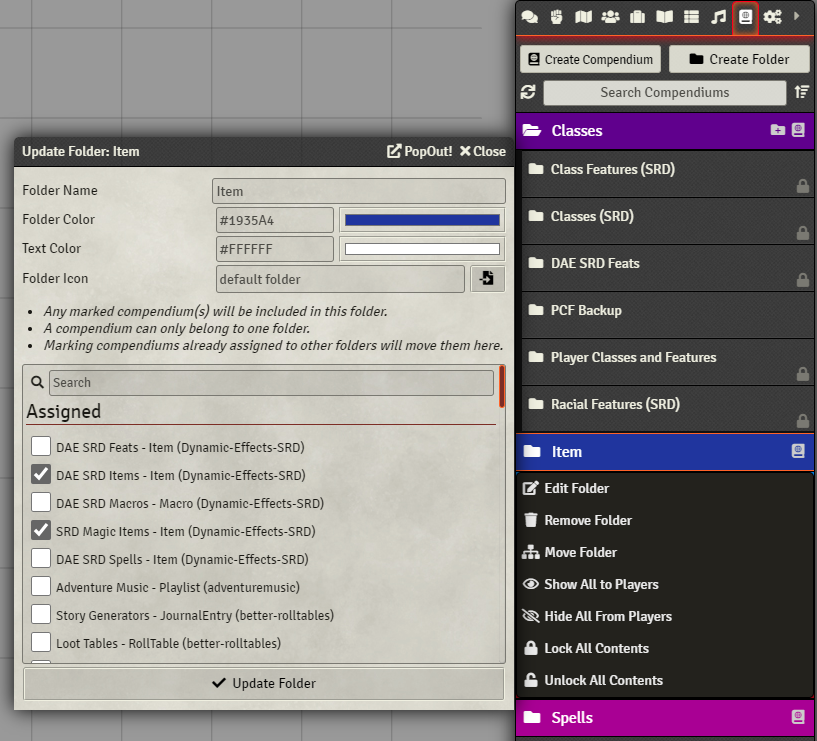 Create Compendium
Create Folder
Search Compendiums
Classes
Class Features (SRD)
Classes (SRD)
DAE SRD Feats
PCF Backup
Player Classes and Features
Racial Features (SRD)
Item
Edit Folder
Remove Folder
Move Folder
Show All to Players
Hide All From Players
Lock All Contents
Unlock All Contents
Spells
Update Folder: Item
PopOut!
Close
Folder Name
Item
Folder Color
#1935A4
Text Color
#FFFFFF
Folder Icon
default folder
Any marked compendium(s) will be included in this folder.
A compendium can only belong to one folder.
Marking compendiums already assigned to other folders will move them here.
Search
Assigned
DAE SRD Feats - Item (Dynamic-Effects-SRD)
DAE SRD Items - Item (Dynamic-Effects-SRD)
DAE SRD Macros - Macro (Dynamic-Effects-SRD)
SRD Magic Items - Item (Dynamic-Effects-SRD)
DAE SRD Spells - Item (Dynamic-Effects-SRD)
Adventure Music - Playlist (adventuremusic)
Story Generators - JournalEntry (better-rolltables)
Loot Tables - RollTable (better-rolltables)
Update Folder